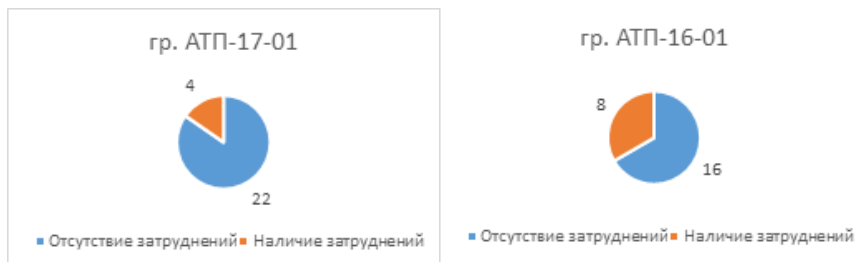 гр. АТП-17-01
4
22
Отсутствие затруднений Наличие затруднений
гр. АТП-16-01
8
16
Отсутствие затруднений Наличие затруднений